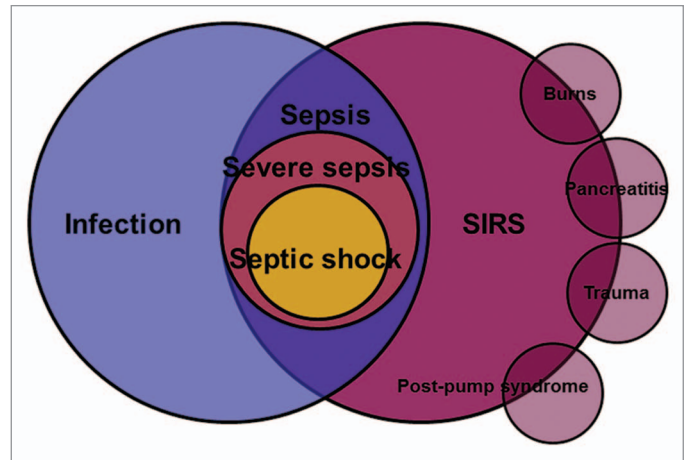 Burns
Sepsis
Severe sepsis
Pancreatitis
Infection
SIRS
Septic shock
Trauma
Post-pump syndrome